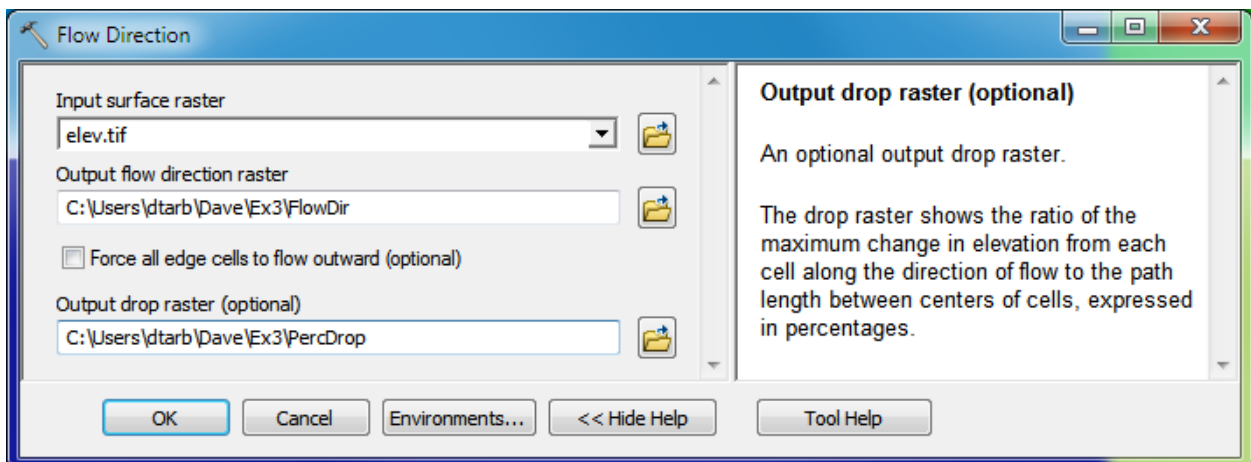 Flow Direction
Input surface raster
elev.tif
Output flow direction raster
C:\Users\dtarb\Dave\Ex3\FlowDir
Force all edge cells to flow outward (optional)
Output drop raster (optional)
C:\Users\dtarb\Dave\Ex3\PercDrop
Output drop raster (optional)
An optional output drop raster.
The drop raster shows the ratio of the
maximum change in elevation from each
cell along the direction of flow to the path
length between centers of cells, expressed
in percentages.
OK
Cancel
Environments...
<< Hide Help
Tool Help